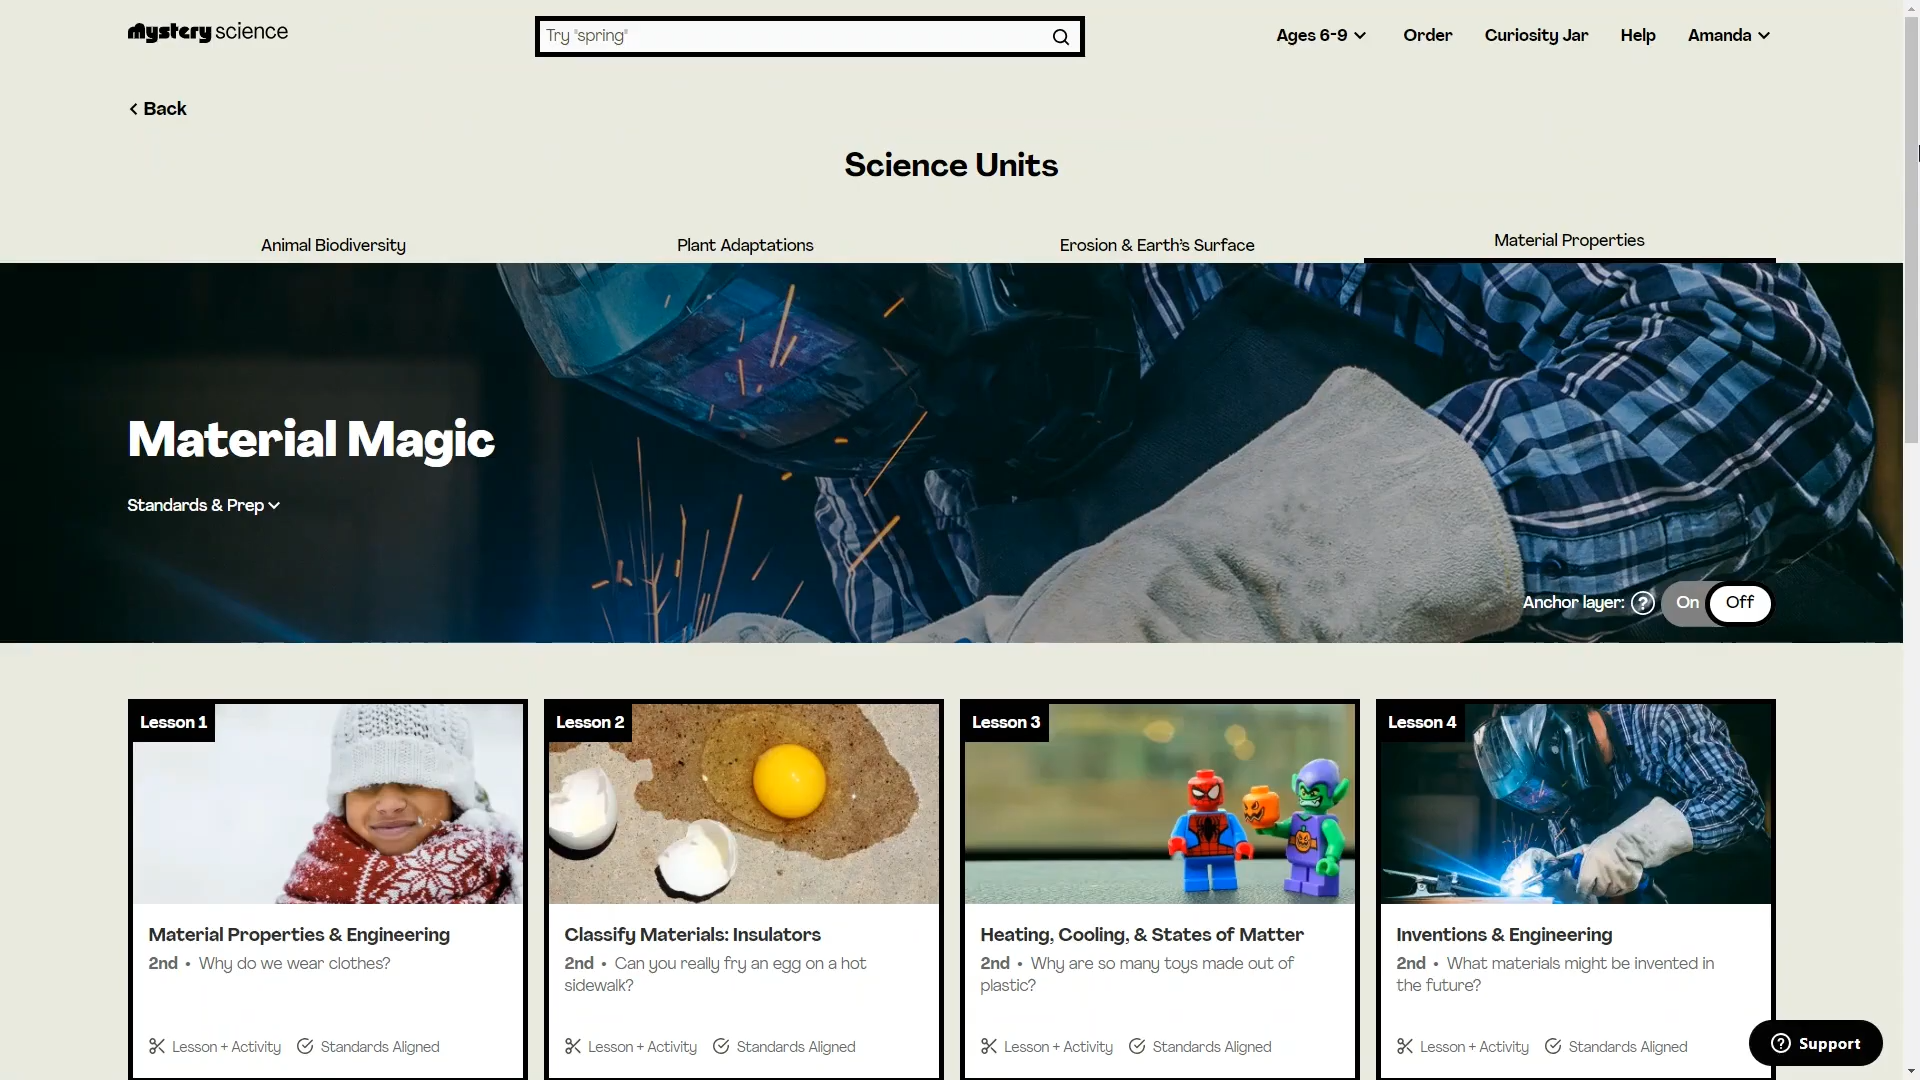 mystery science
Try "spring"
Ages 6-9
Order
Curiosity Jar
Help
Amanda
Back
Science Units
Animal Biodiversity
Plant Adaptations
Erosion & Earth's Surface
Material Properties
Material Magic
Standards & Prep
Anchor layer: ? On Off
Lesson 1
Material Properties & Engineering
2nd • Why do we wear clothes?
Lesson + Activity
Standards Aligned
Lesson 2
Classify Materials: Insulators
2nd • Can you really fry an egg on a hot
sidewalk?
Lesson + Activity
Standards Aligned
Lesson 3
Heating, Cooling, & States of Matter
2nd • Why are so many toys made out of
plastic?
Lesson + Activity
Standards Aligned
Lesson 4
Inventions & Engineering
2nd • What materials might be invented in
the future?
Lesson + Activity
Standards Aligned
? Support